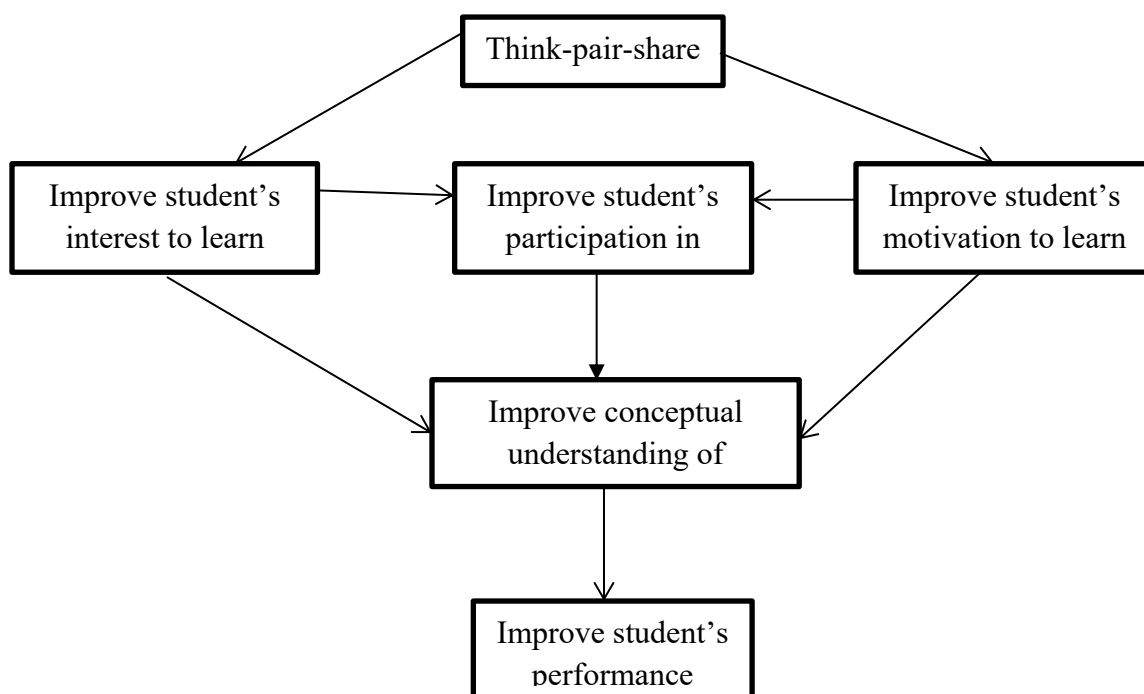 Think-pair-share
Improve student’s
interest to learn
Improve student’s
participation in
Improve student’s
motivation to learn
Improve conceptual
understanding of
Improve student’s
performance